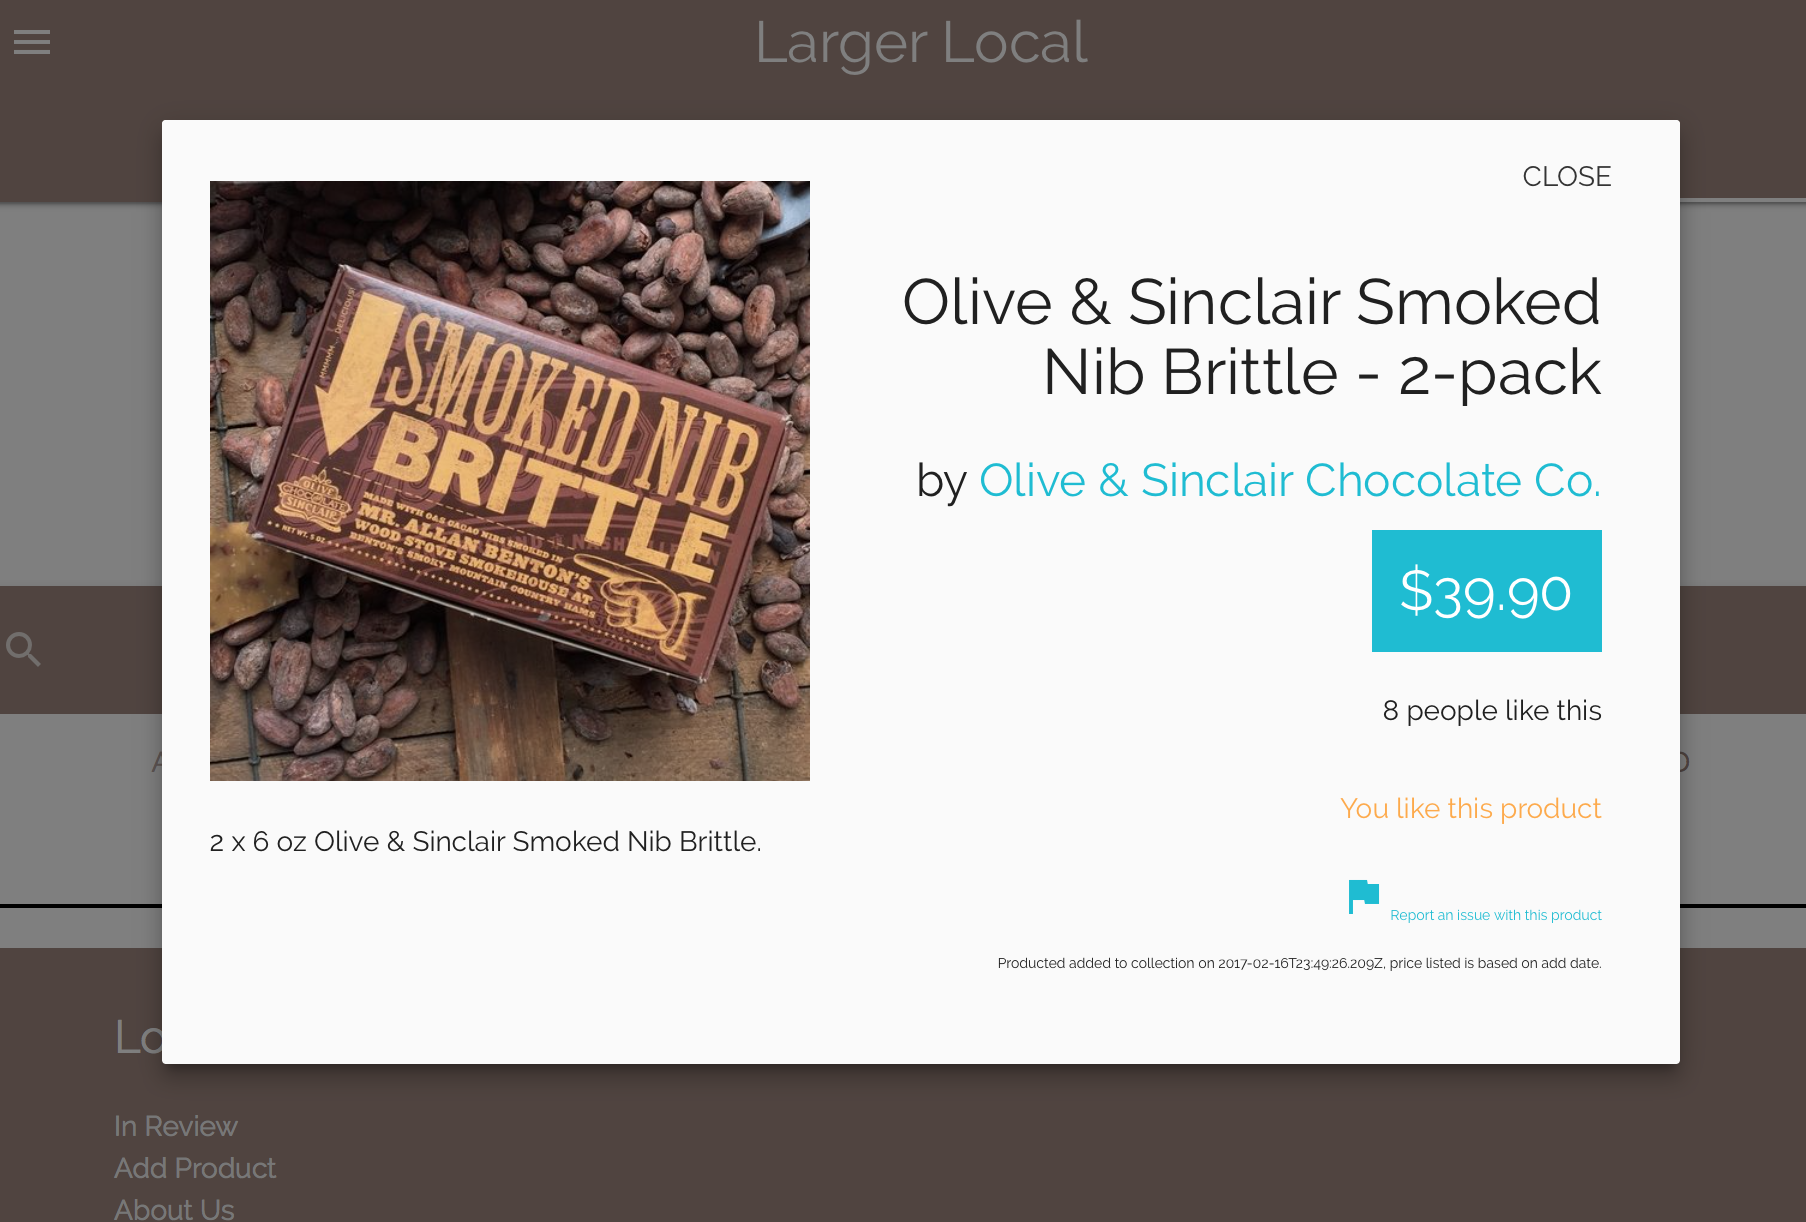 Larger Local
CLOSE
MMMMM... DELICIOUS!
SMOKED NIB
BRITTLE
OLIVE
CHOCOLATE
SINCLAIR
NET WT. 5 OZ
MADE WITH O&S CACAO NIBS SMOKED IN
MR. ALLAN BENTON'S
WOOD STOVE SMOKEHOUSE AT
BENTON'S SMOKY MOUNTAIN COUNTRY HAMS
2 x 6 oz Olive & Sinclair Smoked Nib Brittle.
Olive & Sinclair Smoked
Nib Brittle - 2-pack
by Olive & Sinclair Chocolate Co.
$39.90
8 people like this
You like this product
Report an issue with this product
Producted added to collection on 2017-02-16T23:49:26.209Z, price listed is based on add date.
Lo
In Review
Add Product
About Us